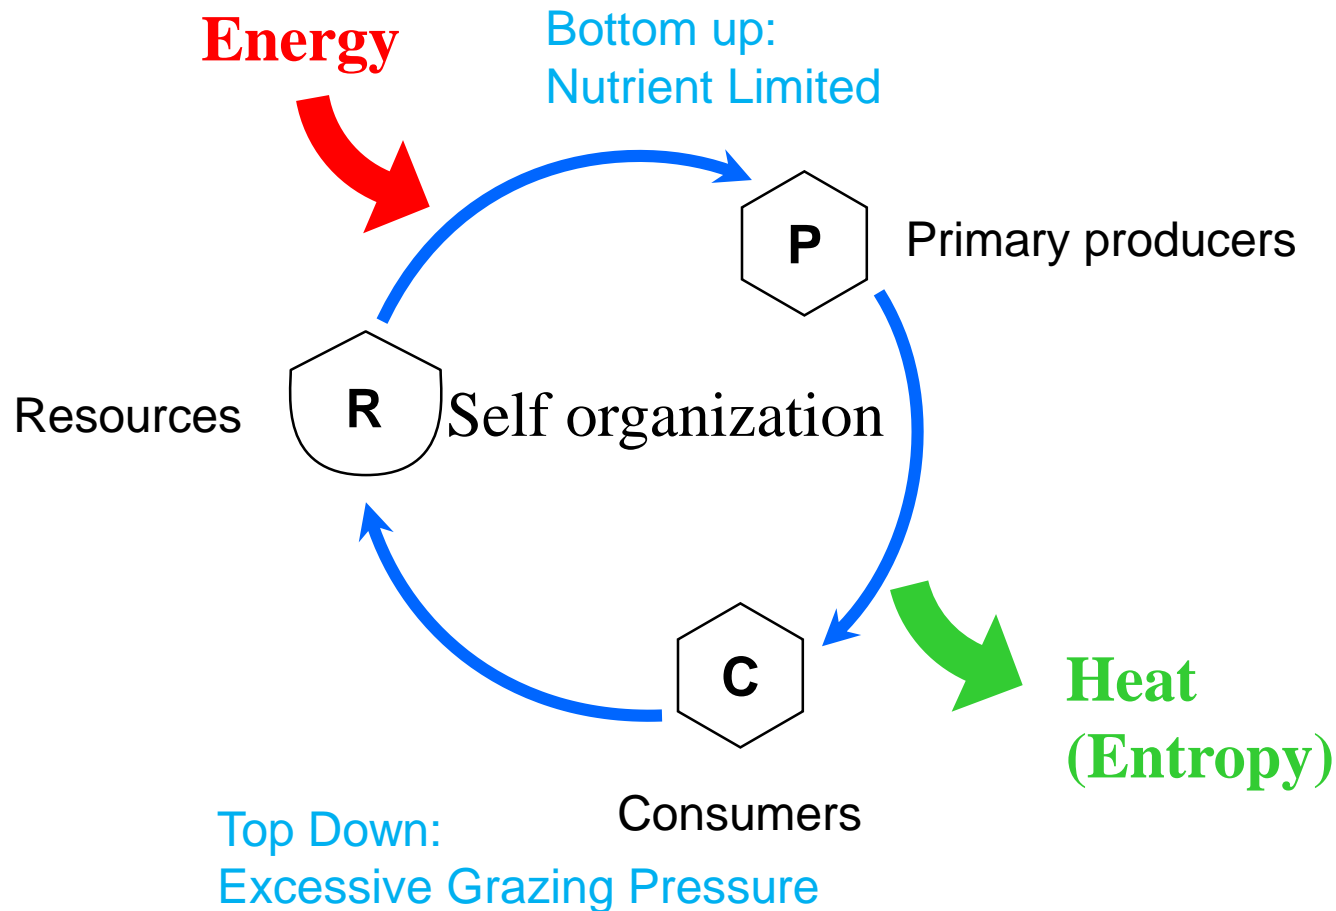 Energy
Bottom up:
Nutrient Limited
P
Primary producers
Resources
R
Self organization
C
Heat
(Entropy)
Consumers
Top Down:
Excessive Grazing Pressure